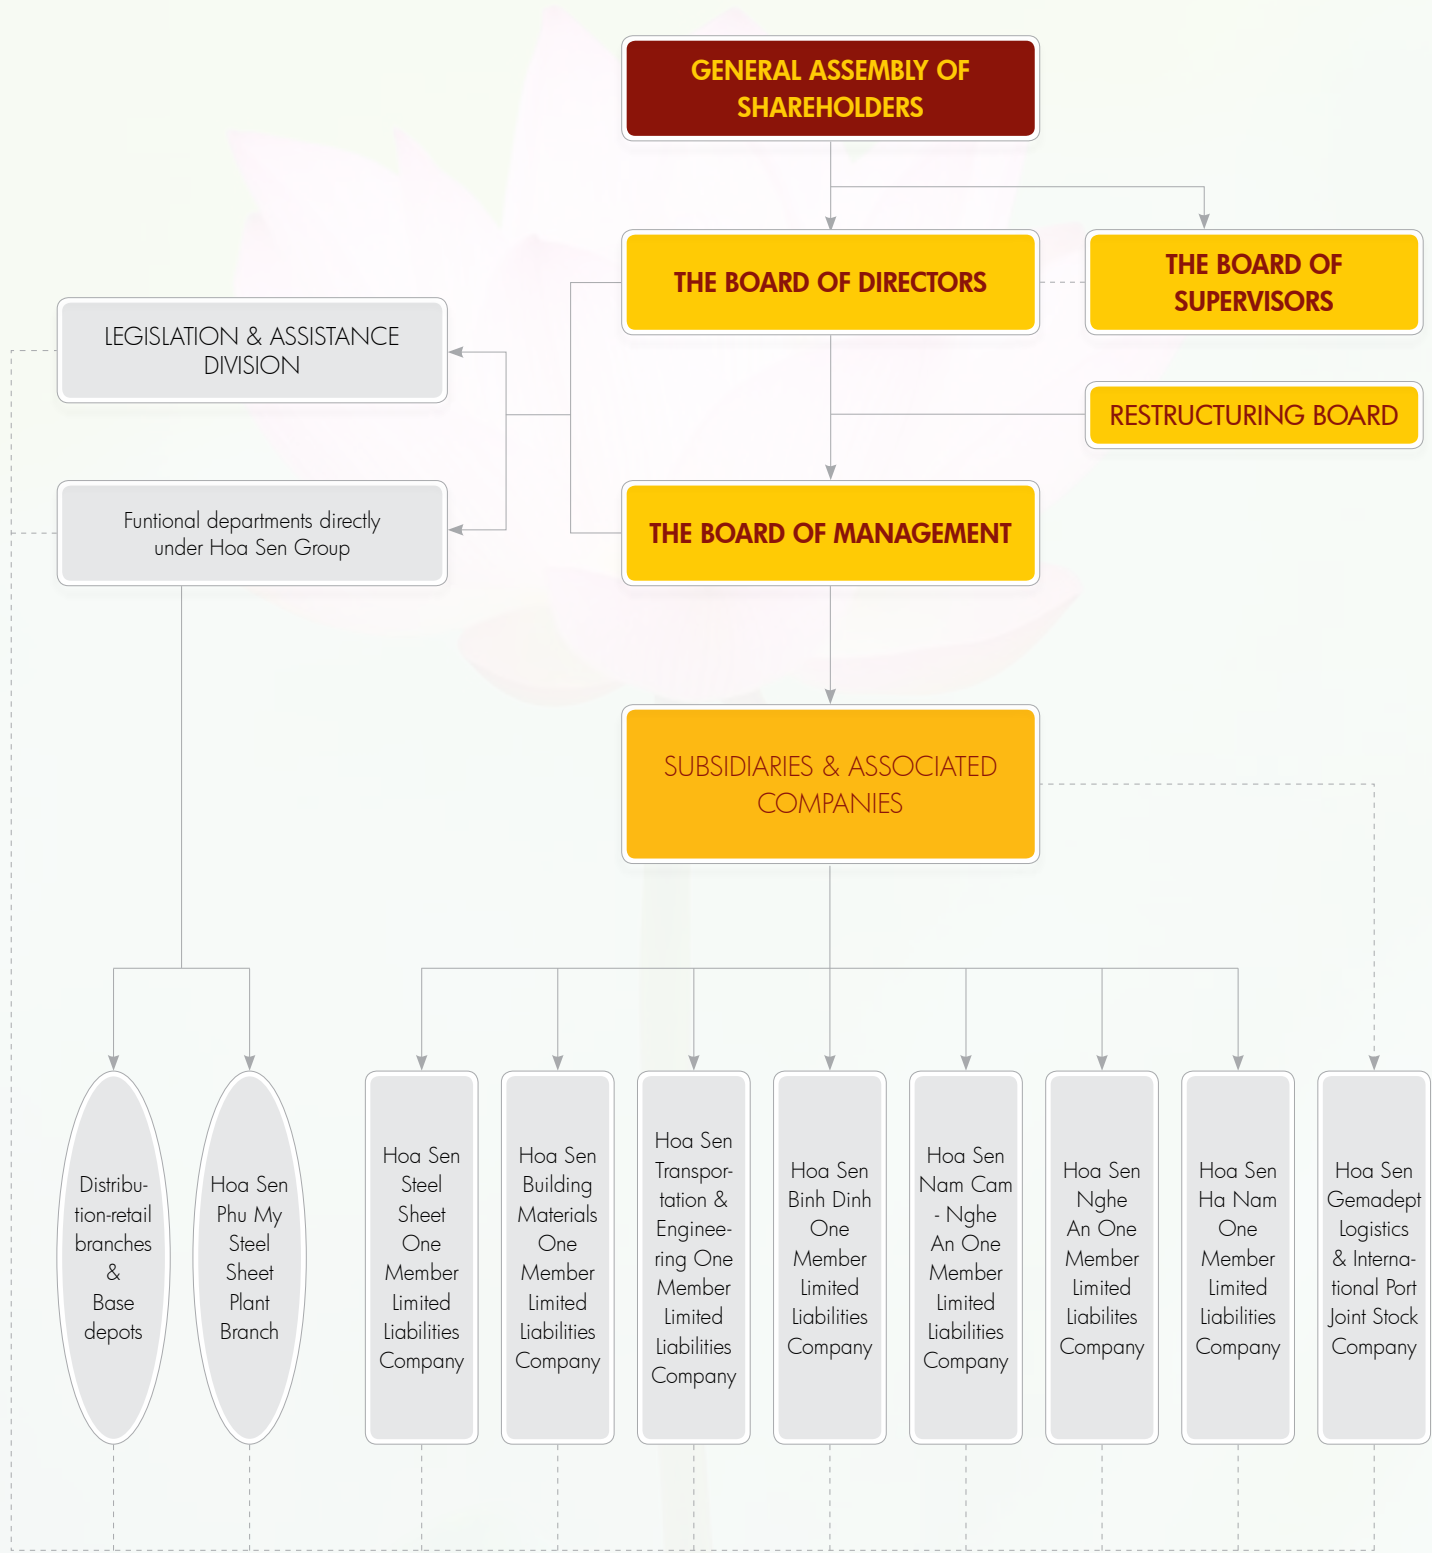 GENERAL ASSEMBLY OF
SHAREHOLDERS
THE BOARD OF DIRECTORS
THE BOARD OF
SUPERVISORS
LEGISLATION & ASSISTANCE
DIVISION
RESTRUCTURING BOARD
Funtional departments directly
under Hoa Sen Group
THE BOARD OF MANAGEMENT
SUBSIDIARIES & ASSOCIATED
COMPANIES
Distribu-
tion-retail
branches
&
Base
depots
Hoa Sen
Phu My
Steel
Sheet
Plant
Branch
Hoa Sen
Steel
Sheet
One
Member
Limited
Liabilities
Company
Hoa Sen
Building
Materials
One
Member
Limited
Liabilities
Company
Hoa Sen
Transpor-
tation &
Enginee-
ring One
Member
Limited
Liabilities
Company
Hoa Sen
Binh Dinh
One
Member
Limited
Liabilities
Company
Hoa Sen
Nam Cam
- Nghe
An One
Member
Limited
Liabilities
Company
Hoa Sen
Nghe
An One
Member
Limited
Liabilites
Company
Hoa Sen
Ha Nam
One
Member
Limited
Liabilities
Company
Hoa Sen
Gemadept
Logistics
& Interna-
tional Port
Joint Stock
Company